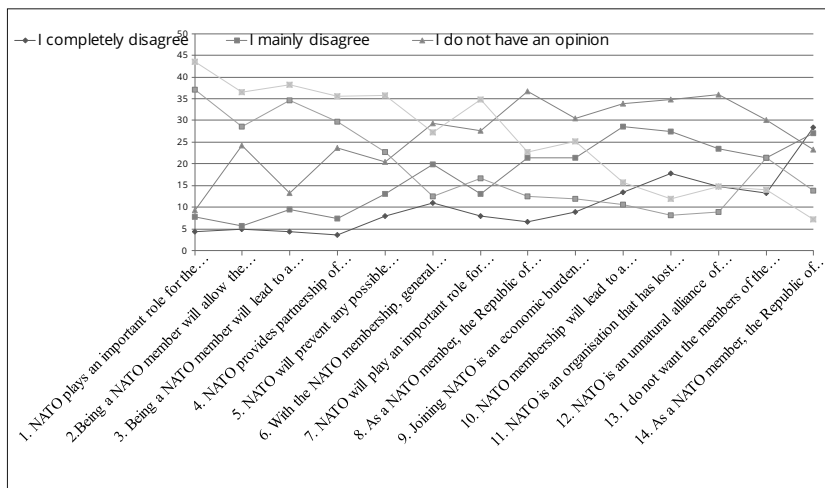 50
I completely disagree I mainly disagree I do not have an opinion
45
40
35
30
25
20
15
10
5
0
1. NATO plays an important role for the…
2.Being a NATO member will allow the…
3. Being a NATO member will lead to a…
4. NATO provides partnership of…
5. NATO will prevent any possible…
6. With the NATO membership, general…
7. NATO will play an important role for…
8. As a NATO member, the Republic of…
9. Joining NATO is an economic burden…
10. NATO membership will lead to a…
11. NATO is an organisation that has lost…
12. NATO is an unnatural alliance of…
13. I do not want the members of the…
14. As a NATO member, the Republic of…